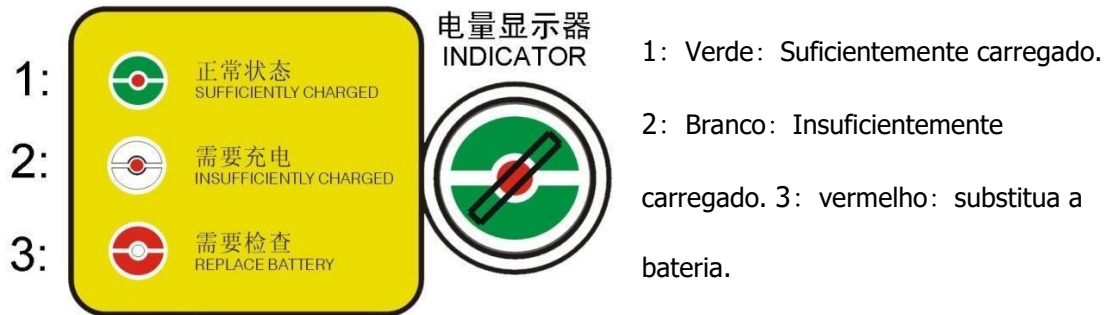 电量显示器
INDICATOR
1:
正常状态
SUFFICIENTLY CHARGED
2:
需要充电
INSUFFICIENTLY CHARGED
3:
需要检查
REPLACE BATTERY
1: Verde: Suficientemente carregado.
2: Branco: Insuficientemente
carregado. 3: vermelho: substitua a
bateria.